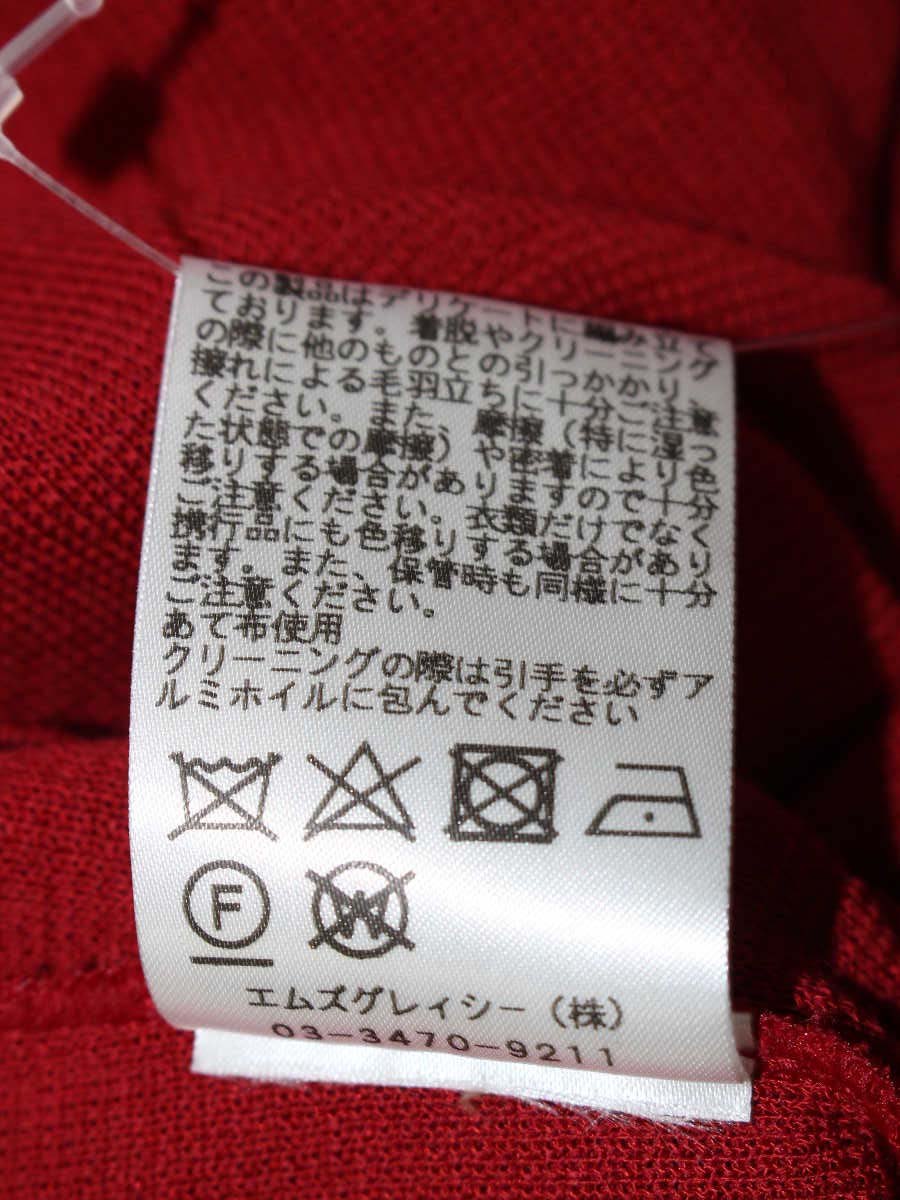 この製品はデリケートに編み立て
ております。着脱やクリーニング
の際に他のものとの引っかかり
擦れによる毛羽立ちに十分ご注意
ください。また、摩擦(特に湿っ
た状態での摩擦)や密着により色
移りする場合がありますので十分
ご注意ください。衣類だけでなく
携行品にも色移りする場合があり
ます。また、保管時も同様に十分
ご注意ください。
あて布使用
クリーニングの際は引手を必ずア
ルミホイルに包んでください
F W
エムズグレイシー(株)
03-3470-9211